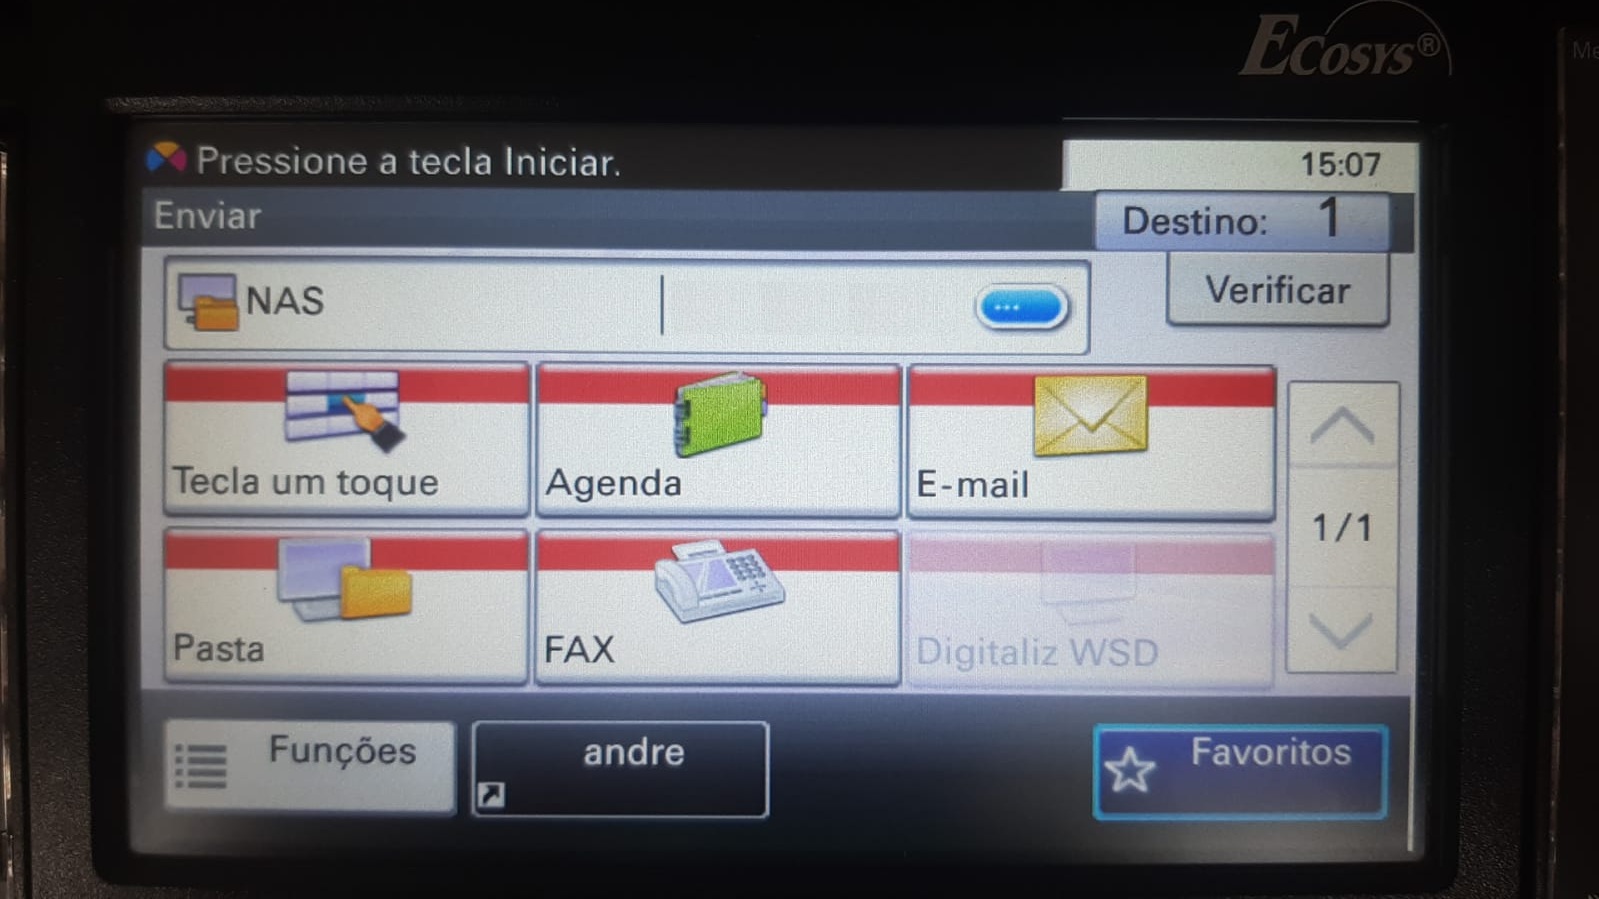 ECOSYS®
Pressione a tecla Iniciar.
15:07
Enviar
Destino: 1
NAS
Verificar
Tecla um toque
Agenda
E-mail
1/1
Pasta
FAX
Digitaliz WSD
Funções
andre
Favoritos